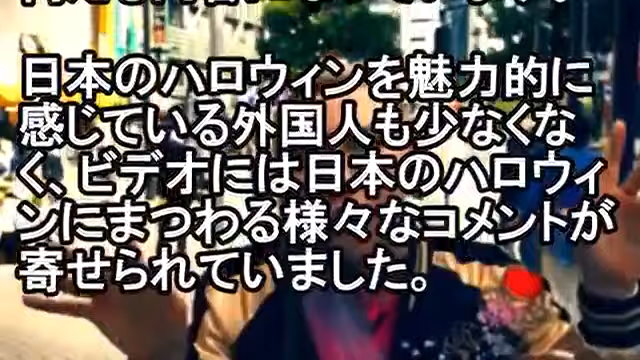 日本のハロウィンを魅力的に
感じている外国人も少なくな
く、ビデオには日本のハロウィ
ンにまつわる様々なコメントが
寄せられていました。